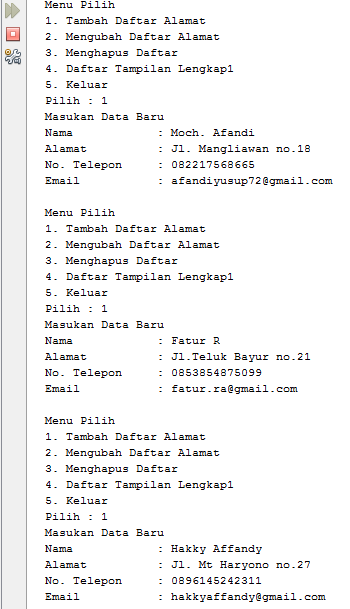 Menu Pilih
1. Tambah Daftar Alamat
2. Mengubah Daftar Alamat
3. Menghapus Daftar
4. Daftar Tampilan Lengkap1
5. Keluar
Pilih : 1
Masukan Data Baru
Nama : Moch. Afandi
Alamat : Jl. Mangliawan no.18
No. Telepon : 082217568665
Email : afandiyusup72@gmail.com
Menu Pilih
1. Tambah Daftar Alamat
2. Mengubah Daftar Alamat
3. Menghapus Daftar
4. Daftar Tampilan Lengkap1
5. Keluar
Pilih : 1
Masukan Data Baru
Nama : Fatur R
Alamat : Jl.Teluk Bayur no.21
No. Telepon : 0853854875099
Email : fatur.ra@gmail.com
Menu Pilih
1. Tambah Daftar Alamat
2. Mengubah Daftar Alamat
3. Menghapus Daftar
4. Daftar Tampilan Lengkap1
5. Keluar
Pilih : 1
Masukan Data Baru
Nama : Hakky Affandy
Alamat : Jl. Mt Haryono no.27
No. Telepon : 0896145242311
Email : hakkyaffandy@gmail.com